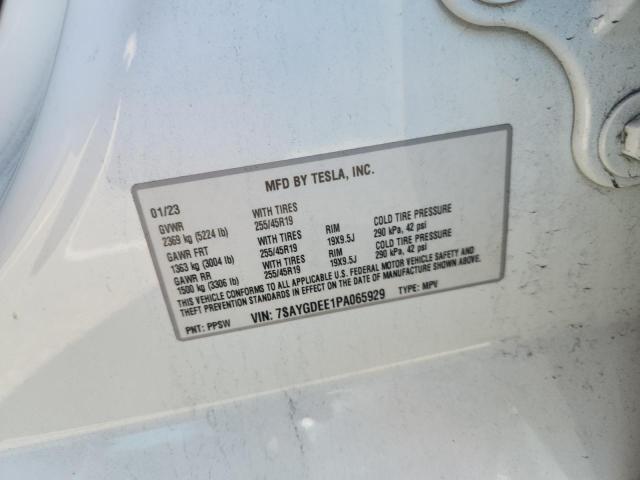 MFD BY TESLA, INC.
01/23
GVWR WITH TIRES
2369 kg (5224 lb) 255/45R19 RIM COLD TIRE PRESSURE
GAWR FRT WITH TIRES 19X9.5J 290 kPa, 42 psi
1363 kg (3004 lb) 255/45R19 RIM COLD TIRE PRESSURE
GAWR RR WITH TIRES 19X9.5J 290 kPa, 42 psi
1500 kg (3306 lb) 255/45R19
THIS VEHICLE CONFORMS TO ALL APPLICABLE U.S. FEDERAL MOTOR VEHICLE SAFETY AND
THEFT PREVENTION STANDARDS IN EFFECT ON THE DATE OF MANUFACTURE SHOWN ABOVE.
PNT: PPSW VIN: 7SAYGDEE1PA065929 TYPE: MPV